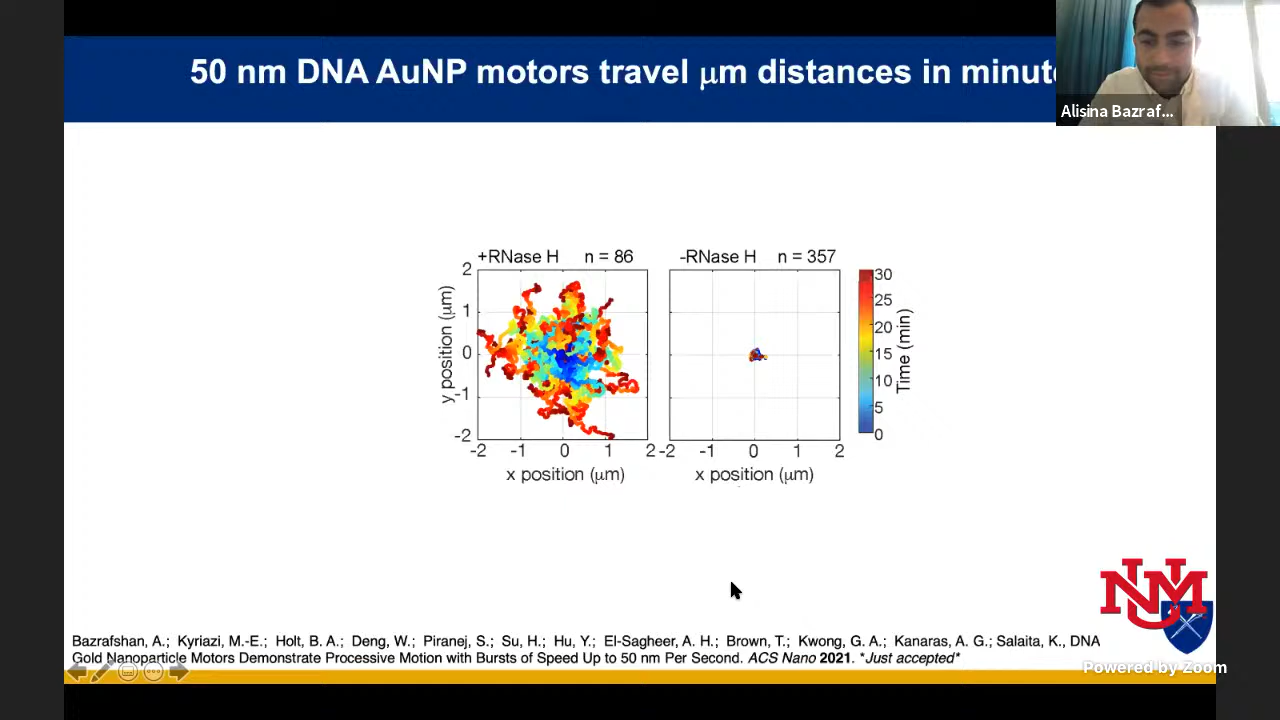 50 nm DNA AuNP motors travel μm distances in minut
Alisina Bazraf...
+RNase H n = 86
-RNase H n = 357
2
1
0
-1
-2
y position (μm)
-2 -1 0 1 2
x position (μm)
-2 -1 0 1 2
x position (μm)
30
25
20
15
10
5
0
Time (min)
UNM
Bazrafshan, A.; Kyriazi, M.-E.; Holt, B. A.; Deng, W.; Piranej, S.; Su, H.; Hu, Y.; El-Sagheer, A. H.; Brown, T.; Kwong, G. A.; Kanaras, A. G.; Salaita, K., DNA
Gold Nanoparticle Motors Demonstrate Processive Motion with Bursts of Speed Up to 50 nm Per Second. ACS Nano 2021. *Just accepted*
Powered by Zoom